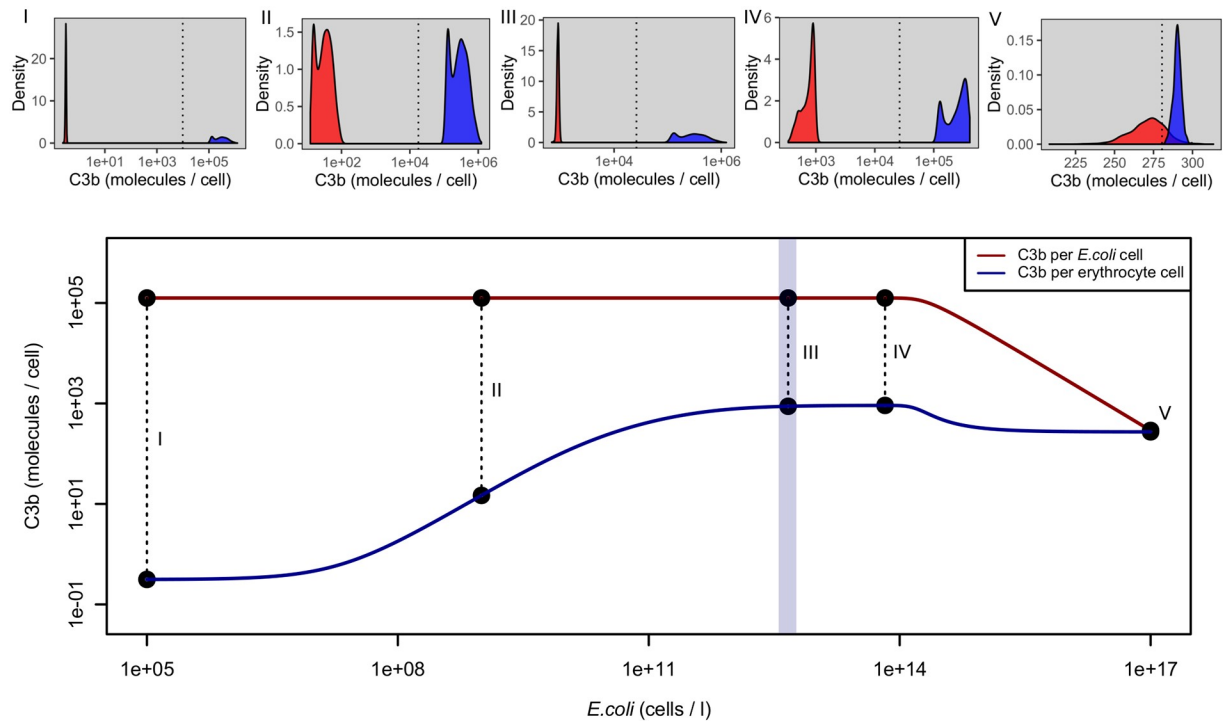 I
II
III
IV
V
Density
0
10
20
1e+01
1e+03
1e+05
C3b (molecules / cell)
Density
0.0
0.5
1.0
1.5
1e+02
1e+04
1e+06
C3b (molecules / cell)
Density
0
5
10
15
20
1e+04
1e+06
C3b (molecules / cell)
Density
0
2
4
6
1e+03
1e+04
1e+05
C3b (molecules / cell)
Density
0.00
0.05
0.10
0.15
225
250
275
300
C3b (molecules / cell)
C3b per E.coli cell
C3b per erythrocyte cell
C3b (molecules / cell)
1e+05
1e+03
1e+01
1e-01
I
II
III
IV
V
1e+05
1e+08
1e+11
1e+14
1e+17
E.coli (cells / l)